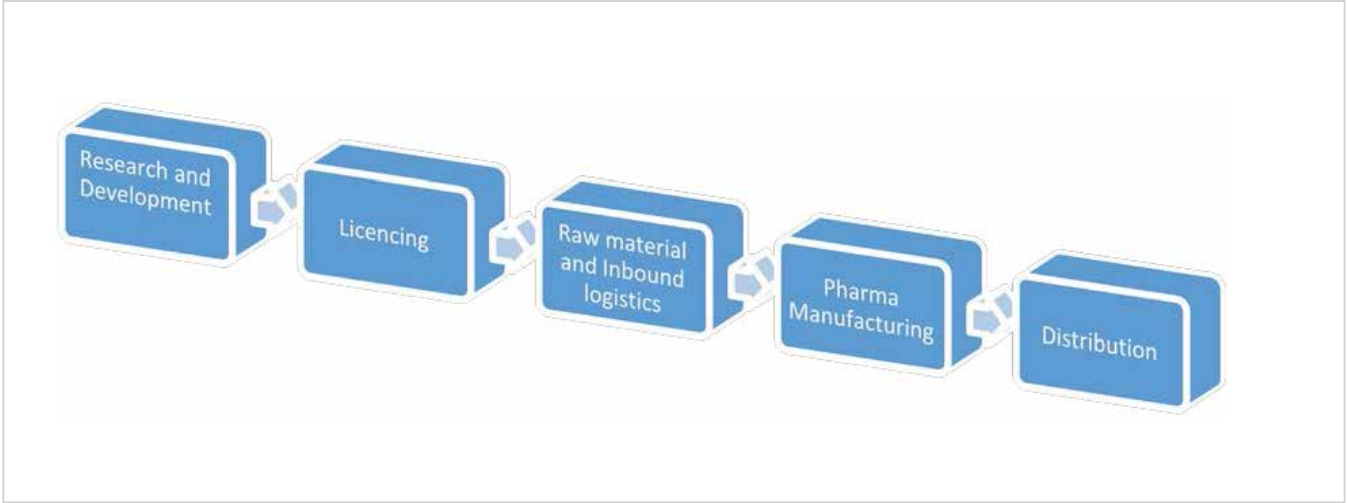 Research and
Development
Licencing
Raw material
and Inbound
logistics
Pharma
Manufacturing
Distribution